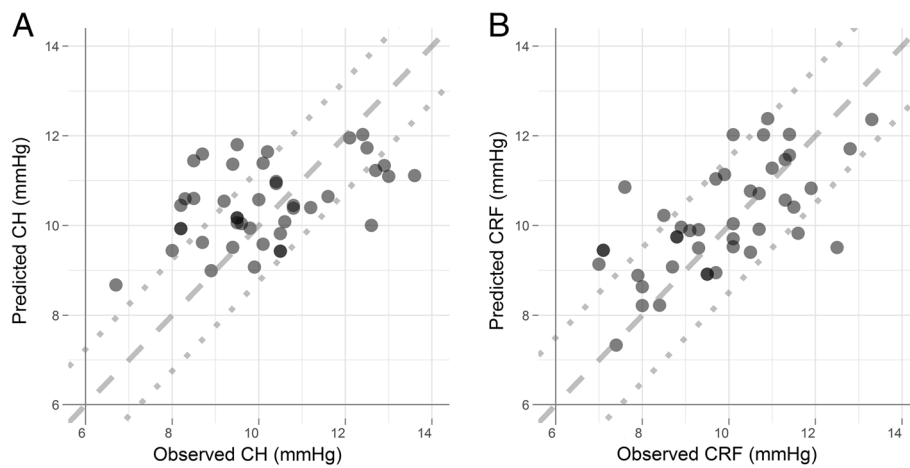 A
Predicted CH (mmHg)
14
12
10
8
6
6 8 10 12 14
Observed CH (mmHg)
B
Predicted CRF (mmHg)
14
12
10
8
6
6 8 10 12 14
Observed CRF (mmHg)